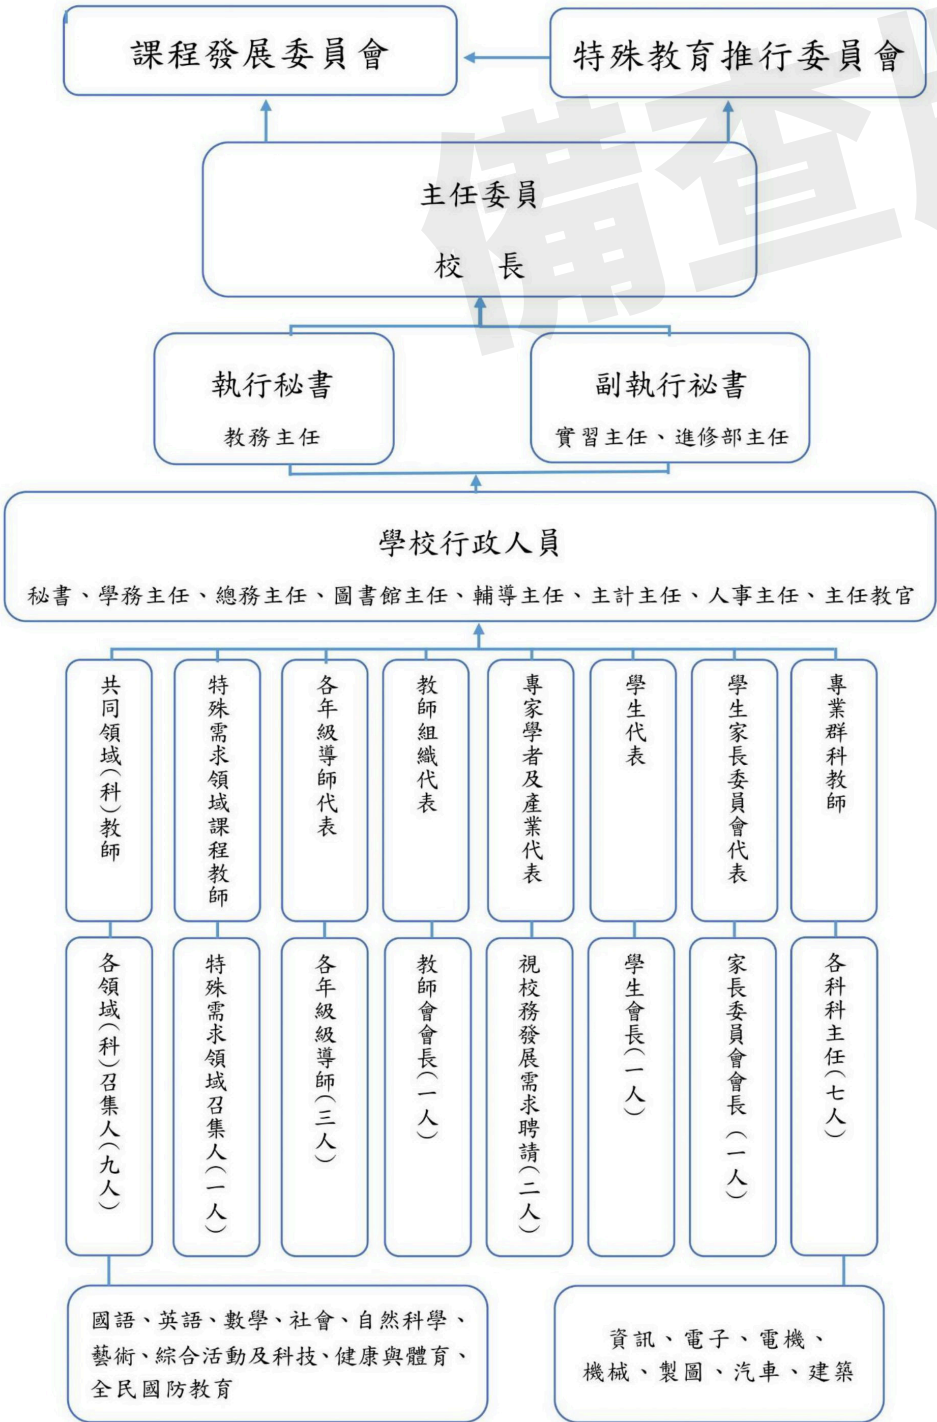 課程發展委員會
特殊教育推行委員會
備查版
主任委員
校 長
執行秘書
教務主任
副執行祕書
實習主任、進修部主任
學校行政人員
秘書、學務主任、總務主任、圖書館主任、輔導主任、主計主任、人事主任、主任教官
共同領域(科)教師
特殊需求領域課程教師
各年級導師代表
教師組織代表
專家學者及產業代表
學生代表
學生家長委員會代表
專業群科教師
各領域(科)召集人(九人)
特殊需求領域召集人(一人)
各年級級導師(三人)
教師會會長(一人)
視校務發展需求聘請(二人)
學生會長(一人)
家長委員會會長(一人)
各科科主任(七人)
國語、英語、數學、社會、自然科學、
藝術、綜合活動及科技、健康與體育、
全民國防教育
資訊、電子、電機、
機械、製圖、汽車、建築